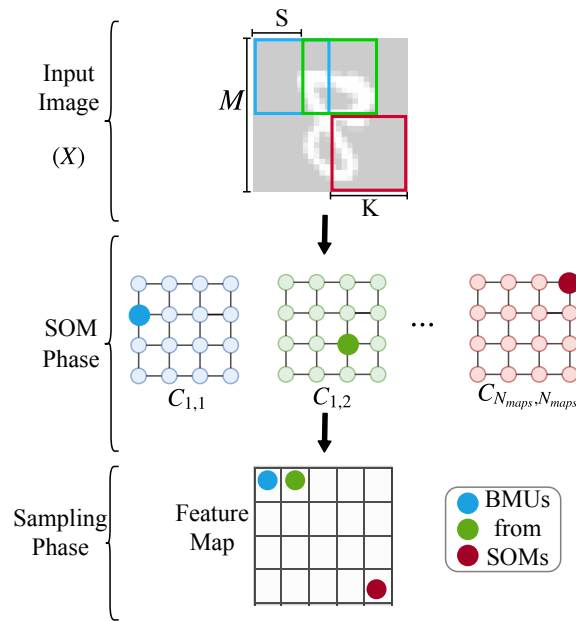 S
Input
Image
(X)
M
K
SOM
Phase
...
C1,1
C1,2
CNmaps,Nmaps
Sampling
Phase
Feature
Map
BMUs
from
SOMs